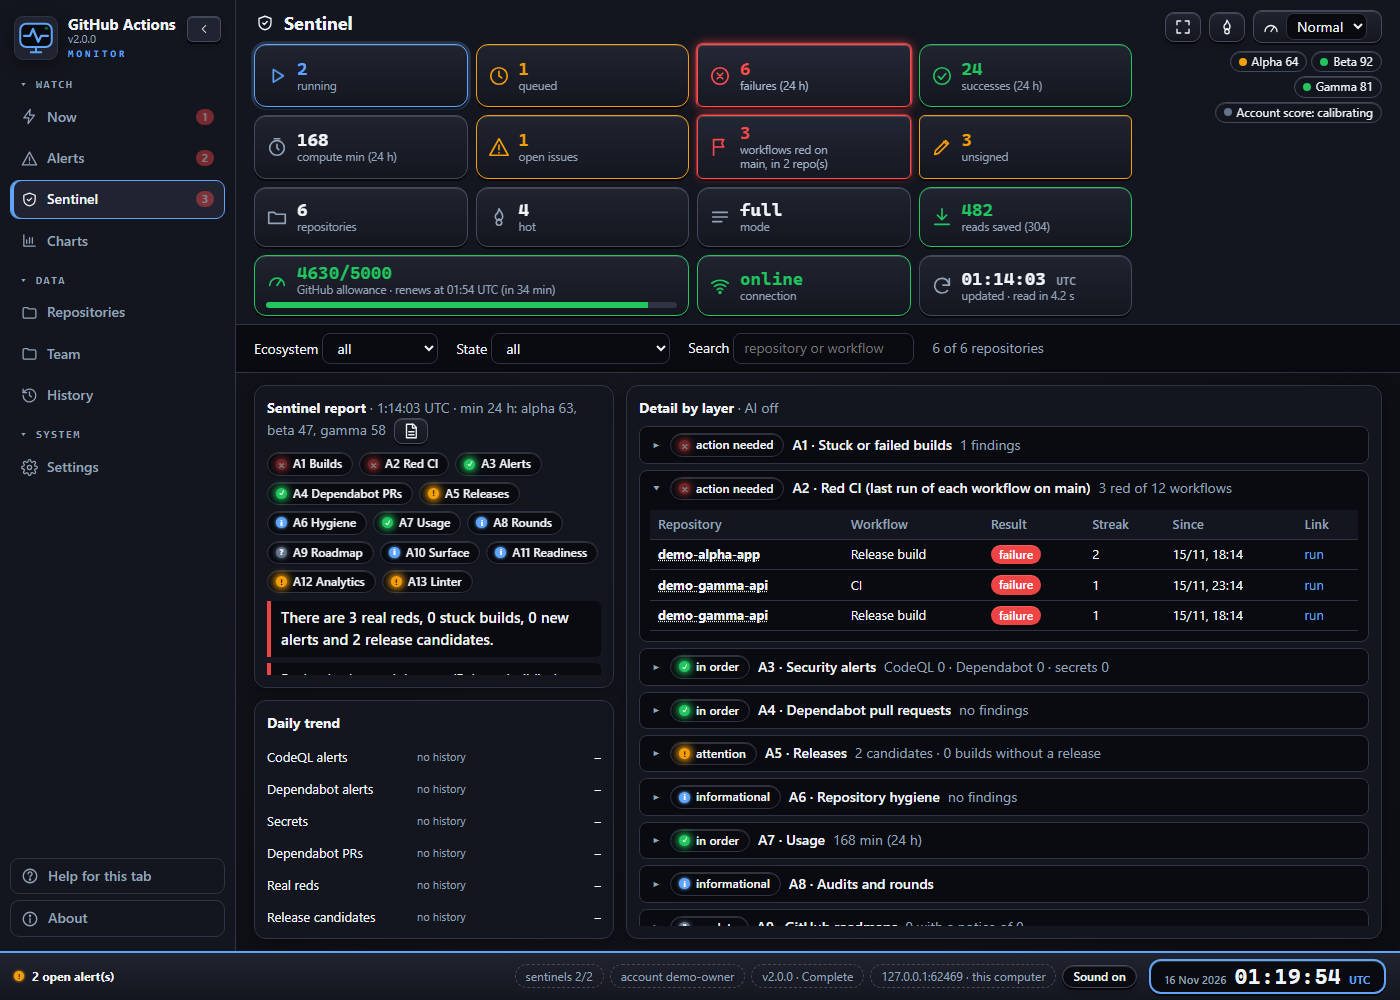 GitHub Actions
v2.0.0
MONITOR
WATCH
Now 1
Alerts 2
Sentinel 3
Charts
DATA
Repositories
Team
History
SYSTEM
Settings
Help for this tab
About
Sentinel
Normal
Alpha 64
Beta 92
Gamma 81
Account score: calibrating
2
running
1
queued
6
failures (24 h)
24
successes (24 h)
168
compute min (24 h)
1
open issues
3
workflows red on
main, in 2 repo(s)
3
unsigned
6
repositories
4
hot
full
mode
482
reads saved (304)
4630/5000
GitHub allowance · renews at 01:54 UTC (in 34 min)
online
connection
01:14:03 UTC
updated · read in 4.2 s
Ecosystem all State all Search repository or workflow 6 of 6 repositories
Sentinel report · 1:14:03 UTC · min 24 h: alpha 63,
beta 47, gamma 58
A1 Builds A2 Red CI A3 Alerts
A4 Dependabot PRs A5 Releases
A6 Hygiene A7 Usage A8 Rounds
A9 Roadmap A10 Surface A11 Readiness
A12 Analytics A13 Linter
There are 3 real reds, 0 stuck builds, 0 new
alerts and 2 release candidates.
Daily trend
CodeQL alerts no history –
Dependabot alerts no history –
Secrets no history –
Dependabot PRs no history –
Real reds no history –
Release candidates no history –
Detail by layer · AI off
action needed A1 · Stuck or failed builds 1 findings
action needed A2 · Red CI (last run of each workflow on main) 3 red of 12 workflows
Repository Workflow Result Streak Since Link
demo-alpha-app Release build failure 2 15/11, 18:14 run
demo-gamma-api CI failure 1 15/11, 23:14 run
demo-gamma-api Release build failure 1 15/11, 18:14 run
in order A3 · Security alerts CodeQL 0 · Dependabot 0 · secrets 0
in order A4 · Dependabot pull requests no findings
attention A5 · Releases 2 candidates · 0 builds without a release
informational A6 · Repository hygiene no findings
in order A7 · Usage 168 min (24 h)
informational A8 · Audits and rounds
2 open alert(s)
sentinels 2/2
account demo-owner
v2.0.0 · Complete
127.0.0.1:62469 · this computer
Sound on
16 Nov 2026 01:19:54 UTC